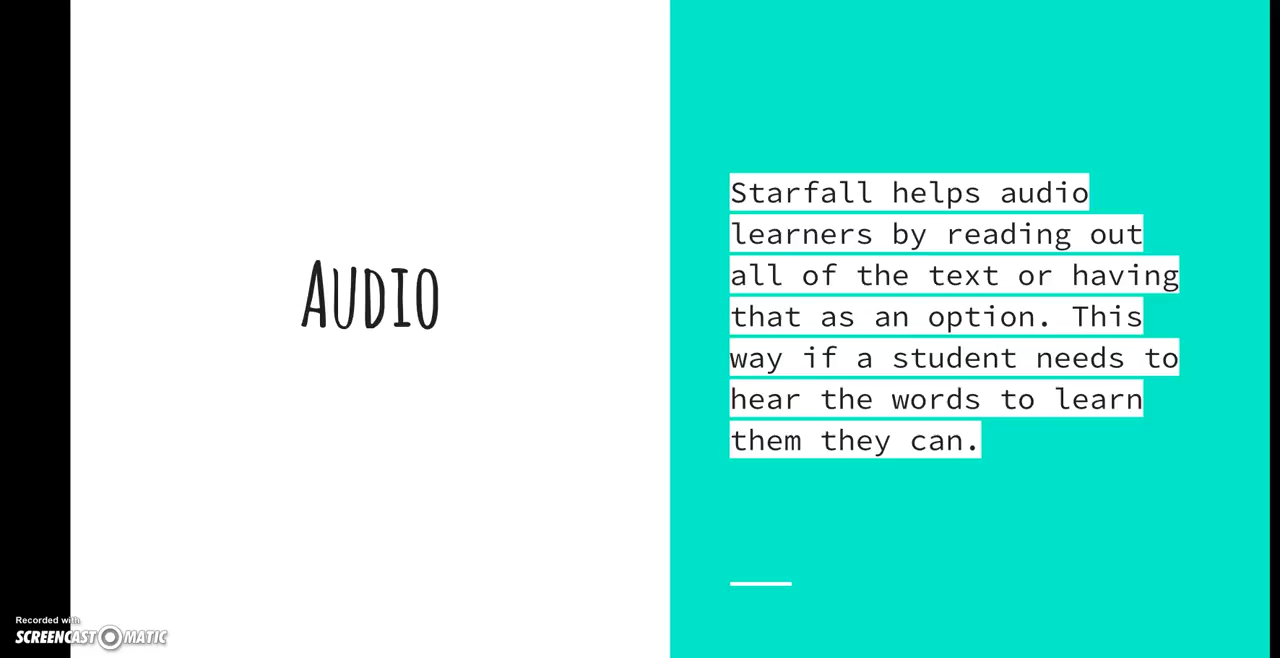 AUDIO
Starfall helps audio
learners by reading out
all of the text or having
that as an option. This
way if a student needs to
hear the words to learn
them they can.
Recorded with
SCREENCAST-O-MATIC